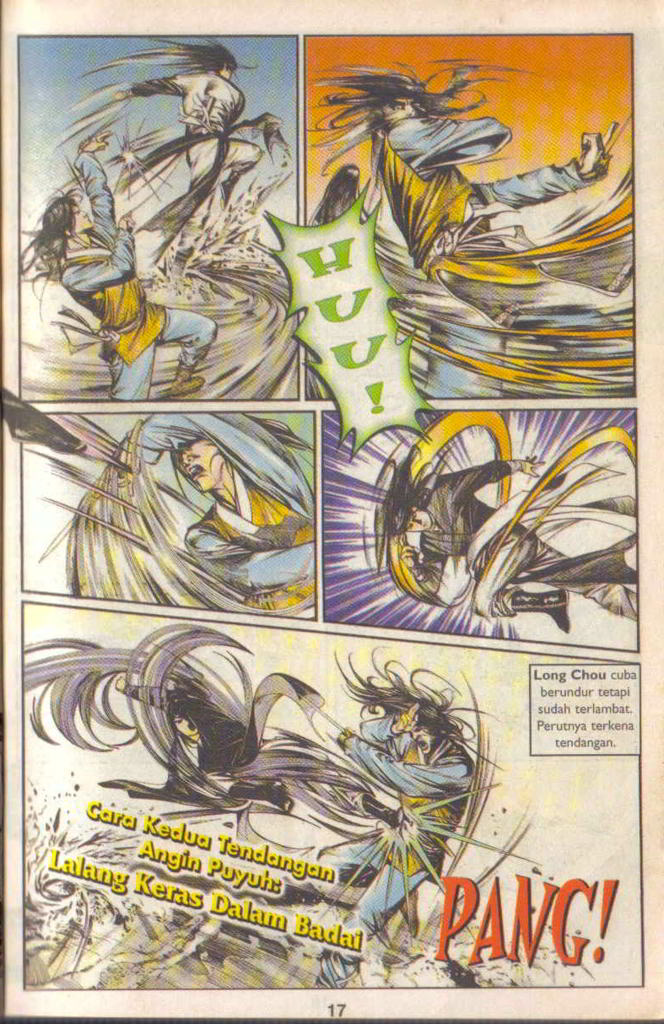 HUU!
Long Chou cuba
berundur tetapi
sudah terlambat.
Perutnya terkena
tendangan.
Cara Kedua Tendangan
Angin Puyuh:
Lalang Keras Dalam Badai
PANG!
17